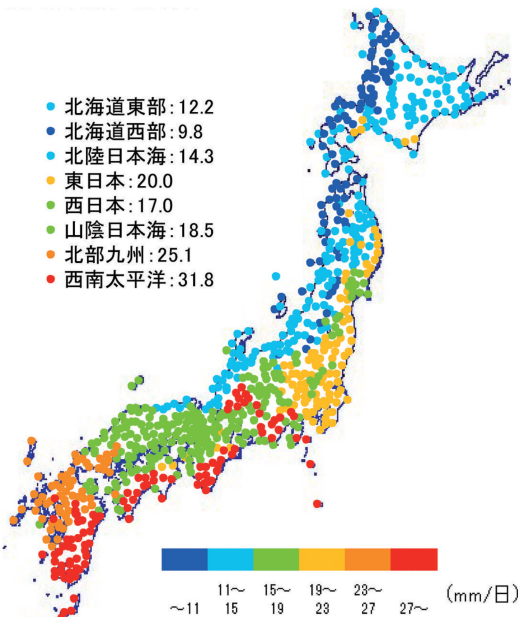 北海道東部:12.2
北海道西部:9.8
北陸日本海:14.3
東日本:20.0
西日本:17.0
山陰日本海:18.5
北部九州:25.1
西南太平洋:31.8
11～ 15～ 19～ 23～
～11 15 19 23 27 27～ (mm/日)